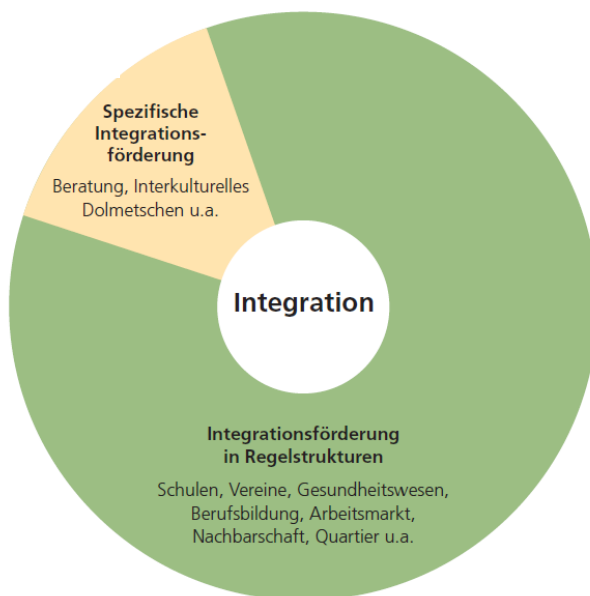 Spezifische
Integrations-
förderung
Beratung, Interkulturelles
Dolmetschen u.a.
Integration
Integrationsförderung
in Regelstrukturen
Schulen, Vereine, Gesundheitswesen,
Berufsbildung, Arbeitsmarkt,
Nachbarschaft, Quartier u.a.